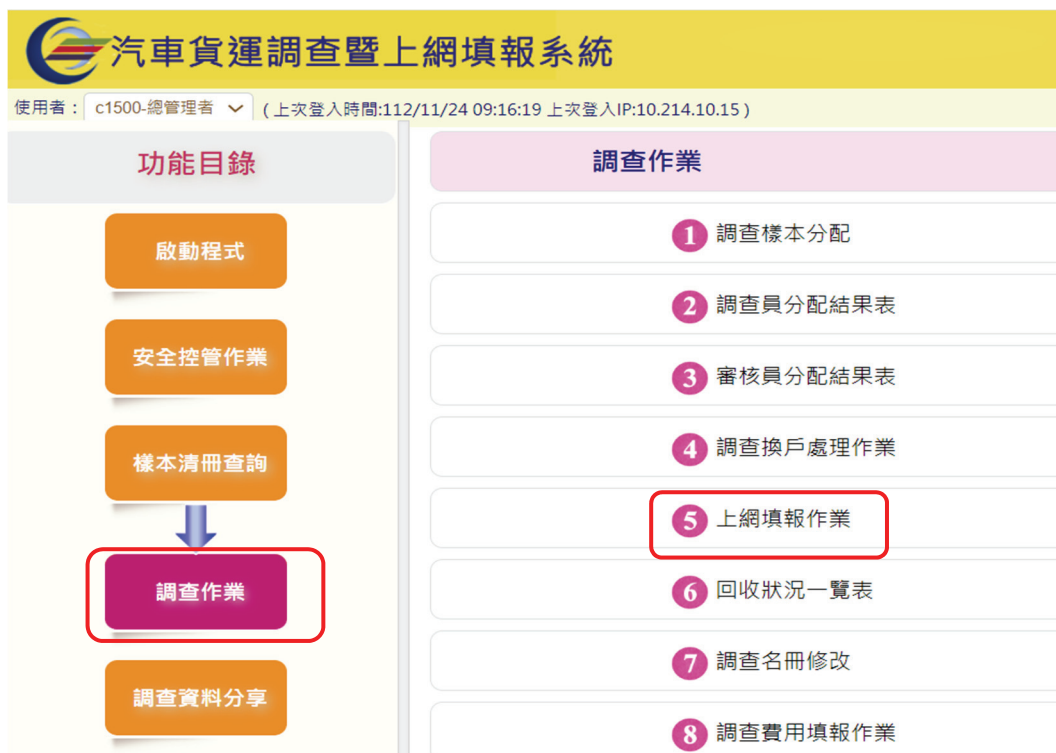 汽車貨運調查暨上網填報系統
使用者： c1500-總管理者 ( 上次登入時間:112/11/24 09:16:19 上次登入IP:10.214.10.15 )
功能目錄
啟動程式
安全控管作業
樣本清冊查詢
調查作業
調查資料分享
調查作業
1 調查樣本分配
2 調查員分配結果表
3 審核員分配結果表
4 調查換戶處理作業
5 上網填報作業
6 回收狀況一覽表
7 調查名冊修改
8 調查費用填報作業